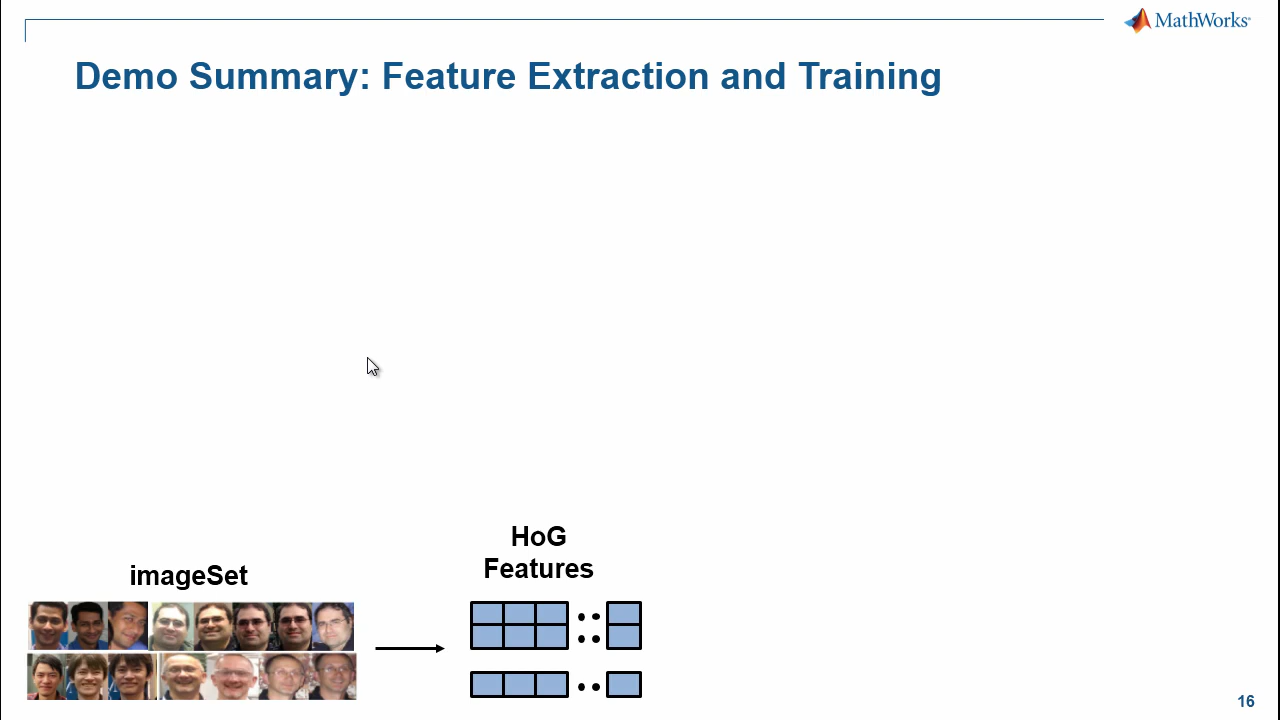 MathWorks®
Demo Summary: Feature Extraction and Training
HoG
Features
imageSet
16